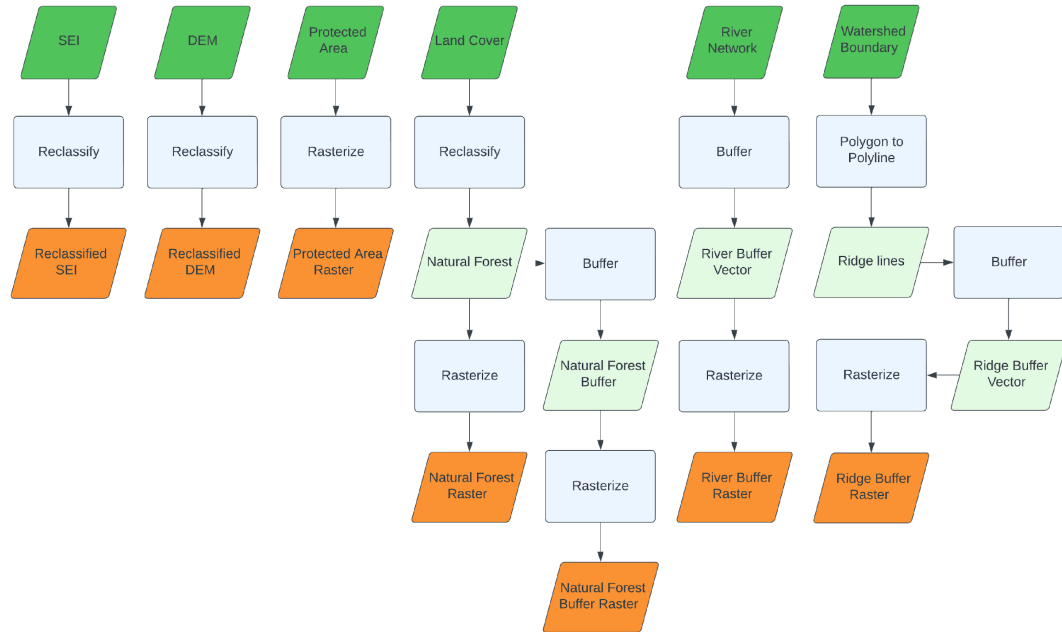 SEI
DEM
Protected
Area
Land Cover
River
Network
Watershed
Boundary
Reclassify
Reclassify
Rasterize
Reclassify
Buffer
Polygon to
Polyline
Reclassified
SEI
Reclassified
DEM
Protected Area
Raster
Natural Forest
Buffer
River Buffer
Vector
Ridge lines
Buffer
Rasterize
Natural Forest
Buffer
Rasterize
Rasterize
Ridge Buffer
Vector
Natural Forest
Raster
Rasterize
River Buffer
Raster
Ridge Buffer
Raster
Natural Forest
Buffer Raster